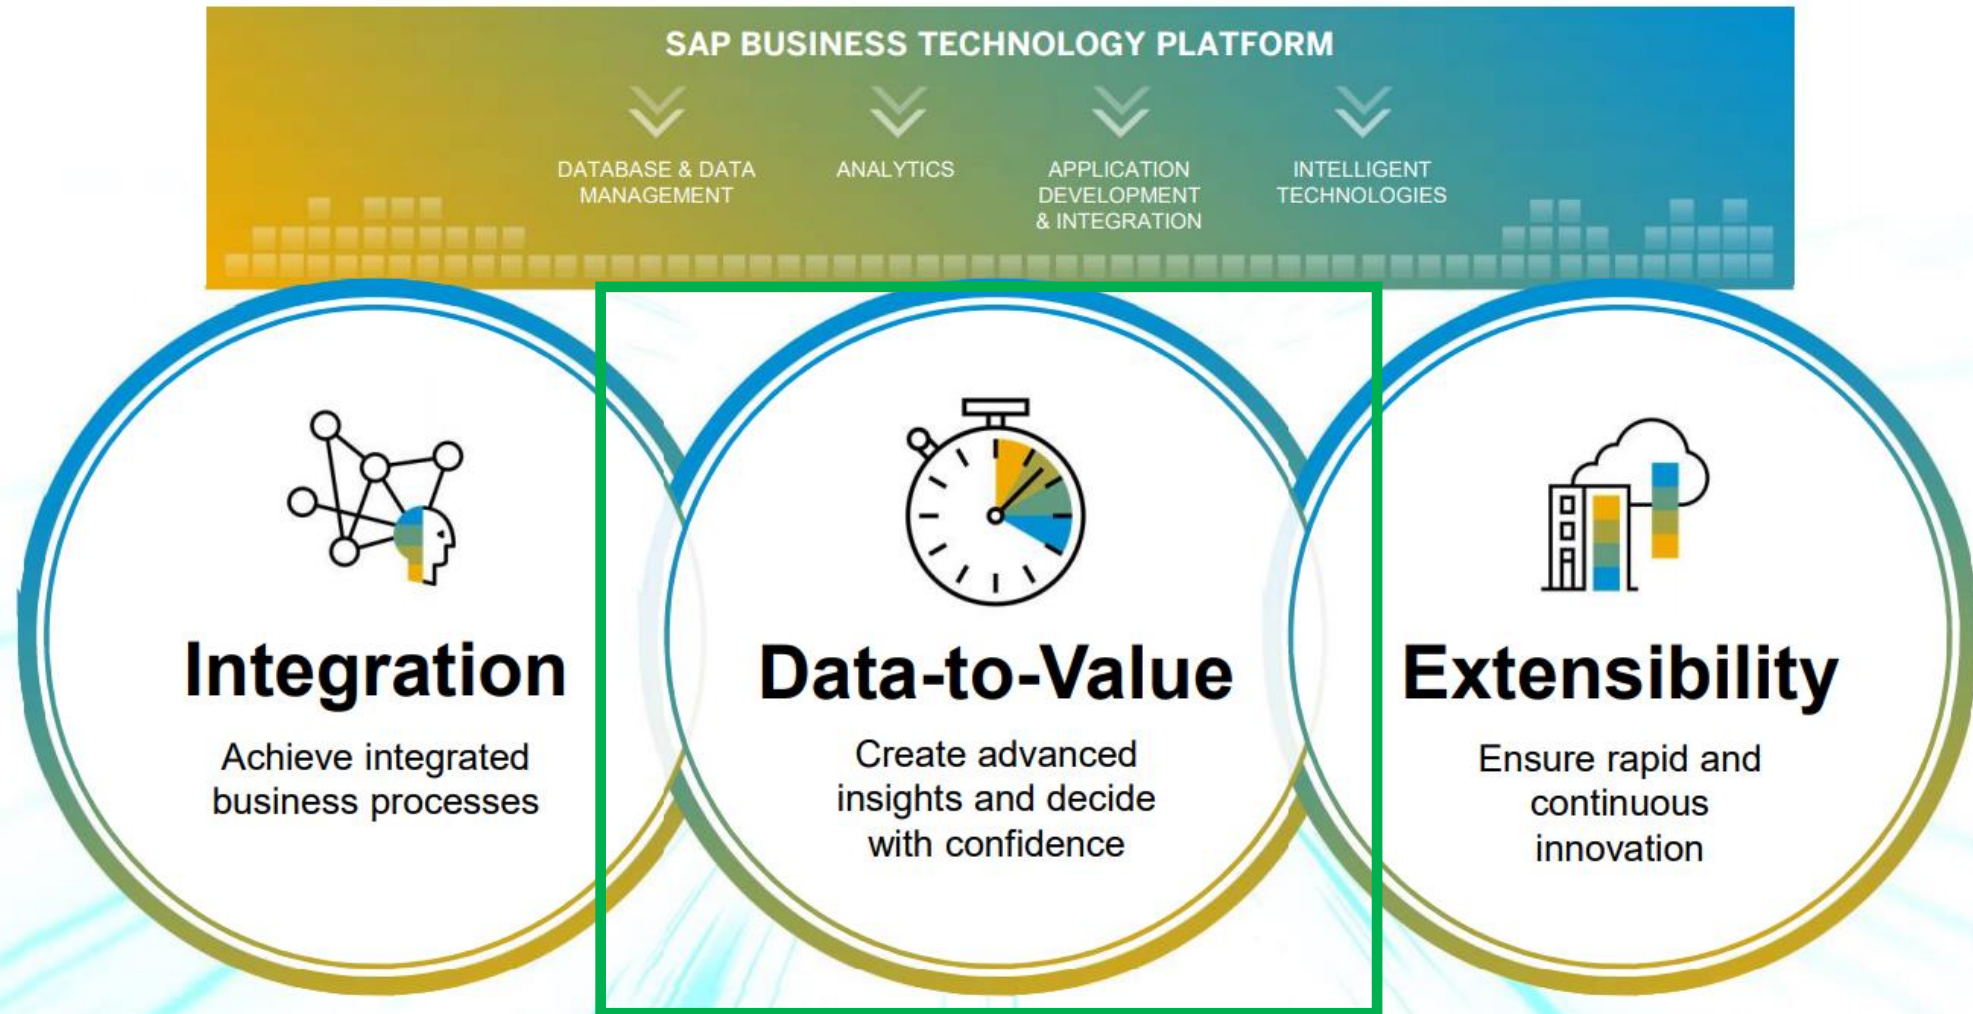 SAP BUSINESS TECHNOLOGY PLATFORM
DATABASE & DATA
MANAGEMENT
ANALYTICS
APPLICATION
DEVELOPMENT
& INTEGRATION
INTELLIGENT
TECHNOLOGIES
Integration
Achieve integrated
business processes
Data-to-Value
Create advanced
insights and decide
with confidence
Extensibility
Ensure rapid and
continuous
innovation